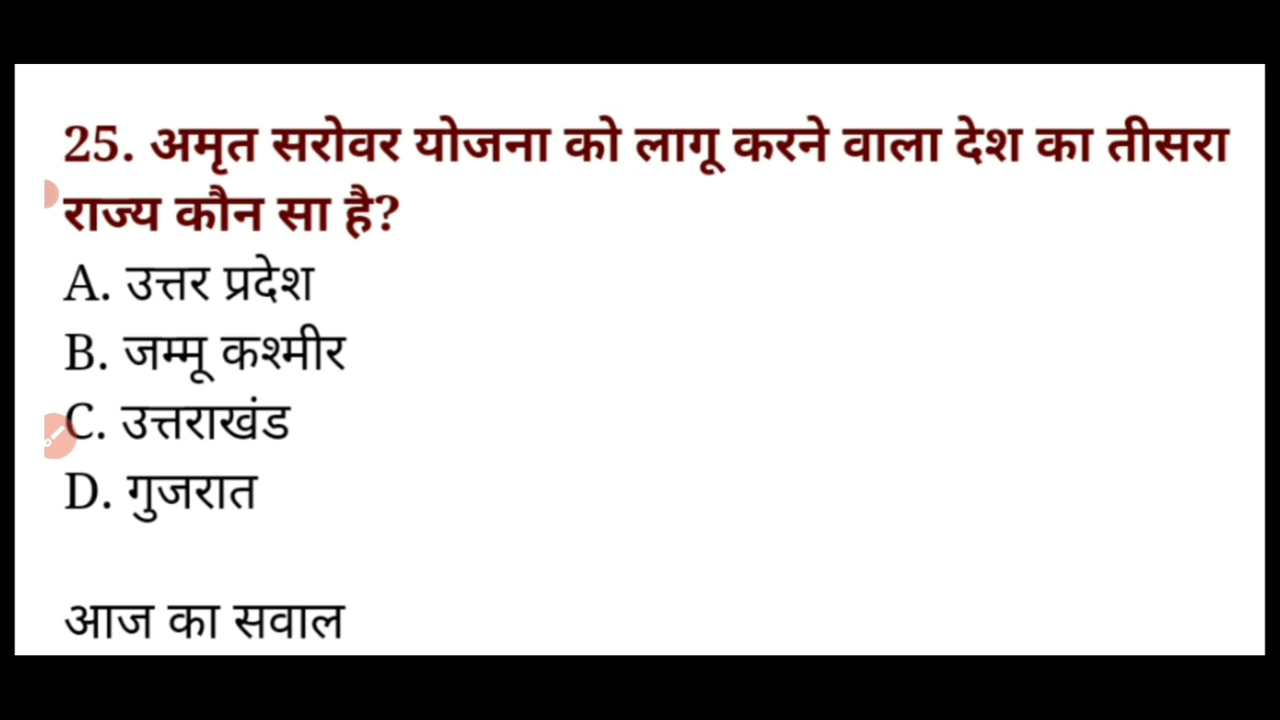 25. अमृत सरोवर योजना को लागू करने वाला देश का तीसरा
राज्य कौन सा है?
A. उत्तर प्रदेश
B. जम्मू कश्मीर
C. उत्तराखंड
D. गुजरात
आज का सवाल